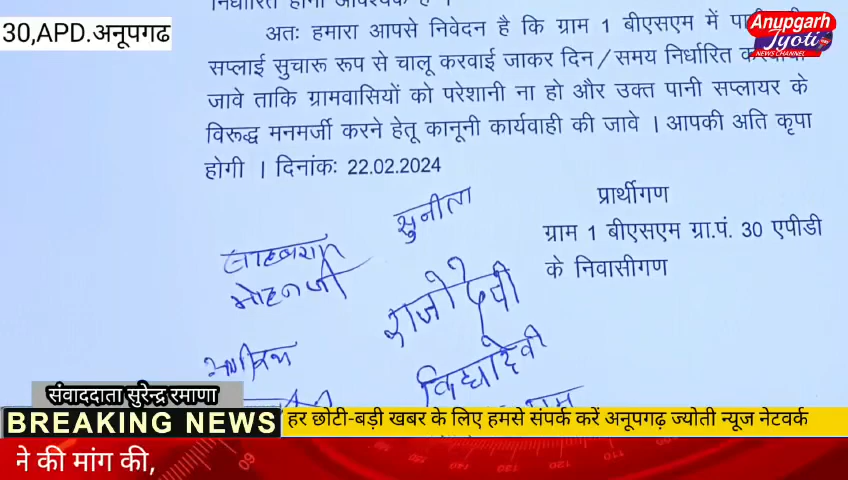 30,APD.अनूपगढ
Anupgarh
Jyoti
NEWS CHANNEL
निर्धारित होना आवश्यक है ।
अतः हमारा आपसे निवेदन है कि ग्राम 1 बीएसएम में
सप्लाई सुचारू रूप से चालू करवाई जाकर दिन/समय निर्धारित
जावे ताकि ग्रामवासियों को परेशानी ना हो और उक्त पानी सप्लायर के
विरूद्ध मनमर्जी करने हेतू कानूनी कार्यवाही की जावे । आपकी अति कृपा
होगी । दिनांकः 22.02.2024
प्रार्थीगण
ग्राम 1 बीएसएम ग्रा.पं. 30 एपीडी
के निवासीगण
सुनीता
मोहनजी
राजोदेवी
विद्यादेवी
संवाददाता सुरेन्द्र रमाणा
BREAKING NEWS
हर छोटी-बड़ी खबर के लिए हमसे संपर्क करें अनूपगढ़ ज्योती न्यूज नेटवर्क
ने की मांग की,